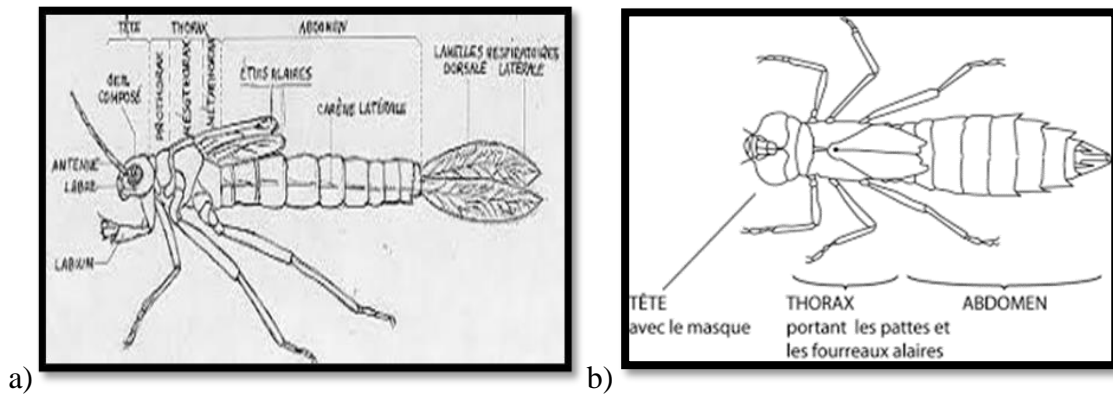 TÊTE THORAX ABDOMEN
PROTHORAX
MÉTATHORAX
OEIL
COMPOSÉ
ÉTUIS ALAIRES
CARÈNE LATÉRALE
LAMELLES RESPIRATOIRES
DORSALE LATÉRALE
ANTENNE
LABRE
LABIUM
a)
TÊTE
avec le masque
THORAX
portant les pattes et
les fourreaux alaires
ABDOMEN
b)